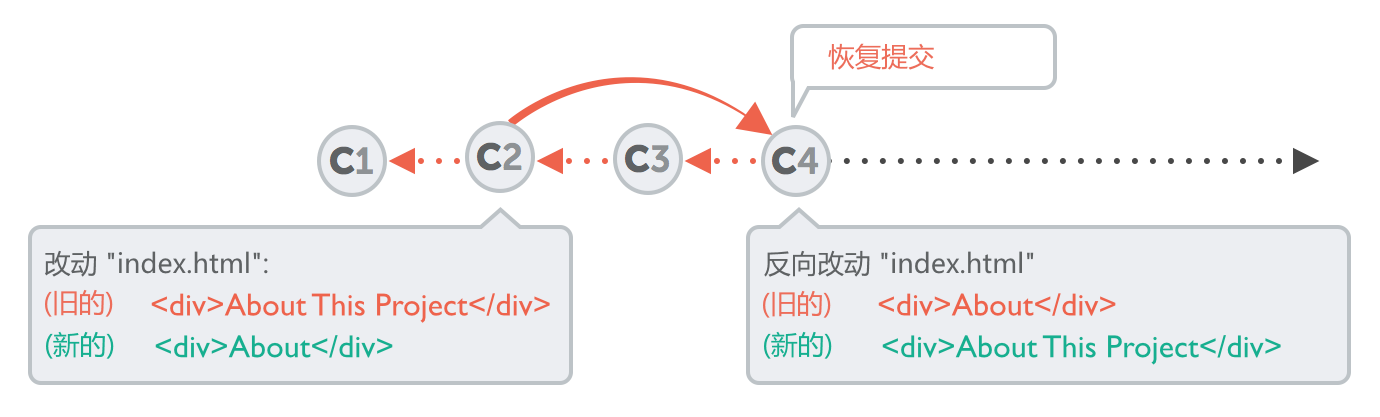 恢复提交
C1
C2
C3
C4
改动 "index.html":
(旧的) <div>About This Project</div>
(新的) <div>About</div>
反向改动 "index.html"
(旧的) <div>About</div>
(新的) <div>About This Project</div>